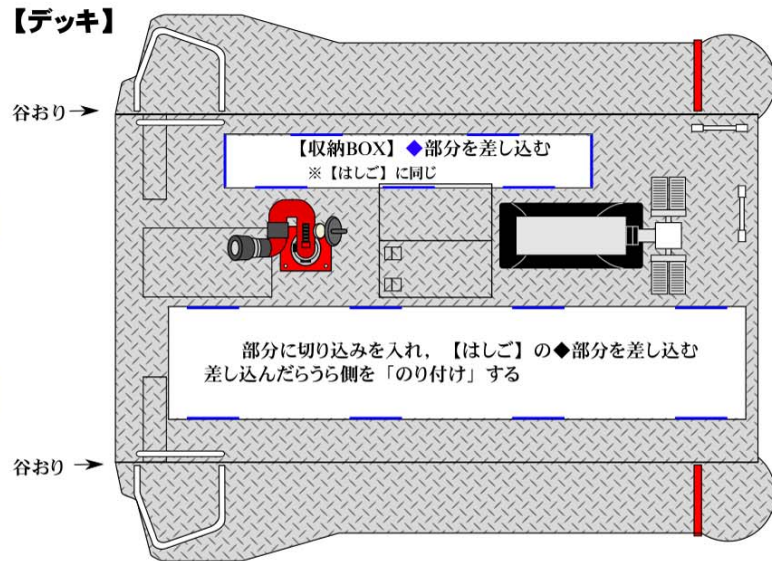 【デッキ】
谷おり
【収納BOX】◆部分を差し込む
※【はしご】に同じ
部分に切り込みを入れ，【はしご】の◆部分を差し込む
差し込んだらうら側を「のり付け」する
谷おり